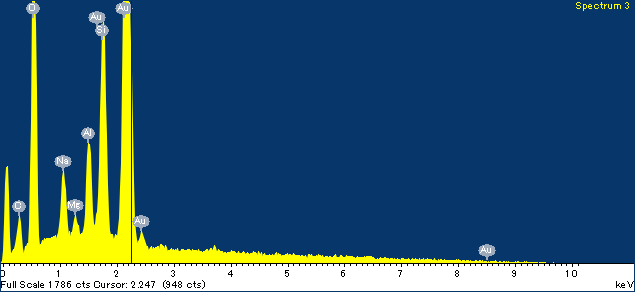 Spectrum 3
O Au Si Au
Al
Na
C Mg Au
Au
0 1 2 3 4 5 6 7 8 9 10
Full Scale 1786 cts Cursor: 2.247 (948 cts) keV